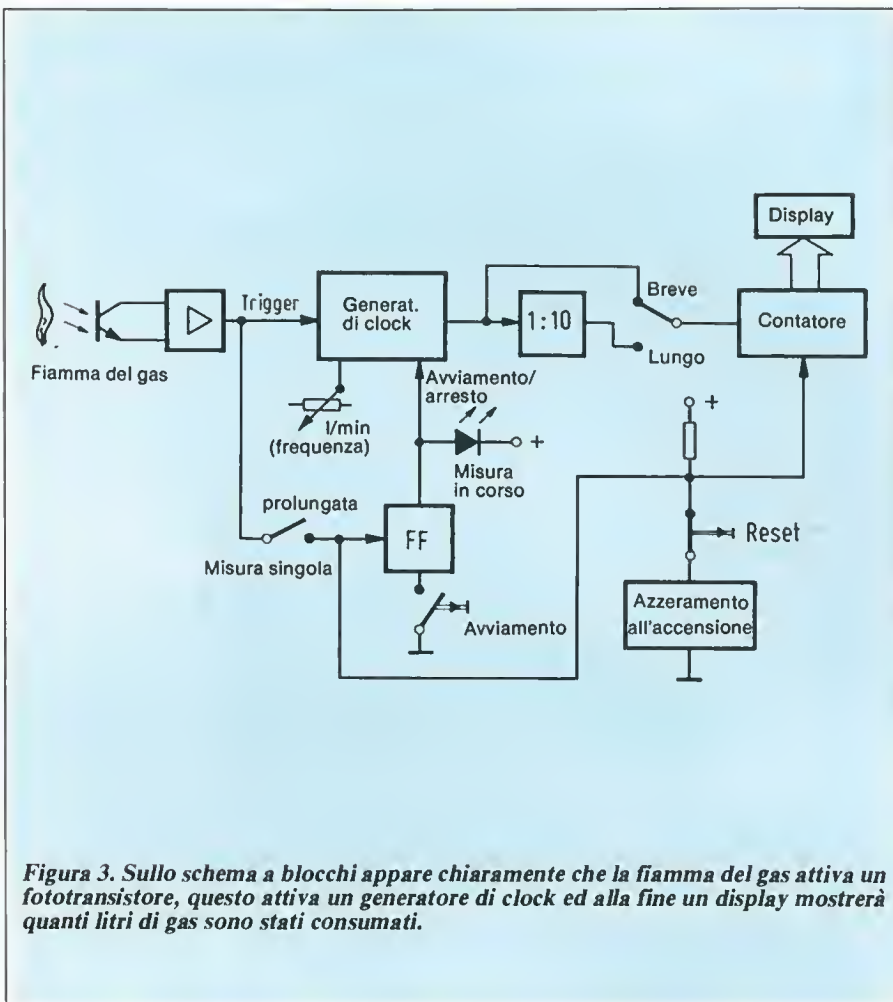 Display
Generat.
di clock
1:10
Breve
Lungo
Contatore
Trigger
Fiamma del gas
Avviamento/
arresto
l/min
(frequenza)
+
Misura
in corso
+
prolungata
Misura singola
FF
Avviamento
Reset
Azzeramento
all'accensione
Figura 3. Sullo schema a blocchi appare chiaramente che la fiamma del gas attiva un
fototransistore, questo attiva un generatore di clock ed alla fine un display mostrerà
quanti litri di gas sono stati consumati.